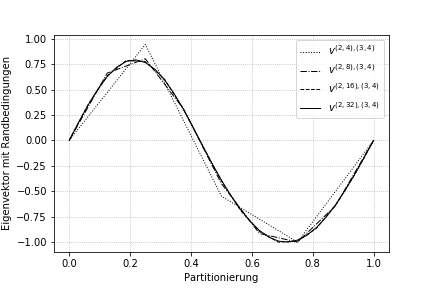 1.00
0.75
0.50
0.25
0.00
−0.25
−0.50
−0.75
−1.00
Eigenvektor mit Randbedingungen
v^(2,4),(3,4)
v^(2,8),(3,4)
v^(2,16),(3,4)
v^(2,32),(3,4)
0.0 0.2 0.4 0.6 0.8 1.0
Partitionierung